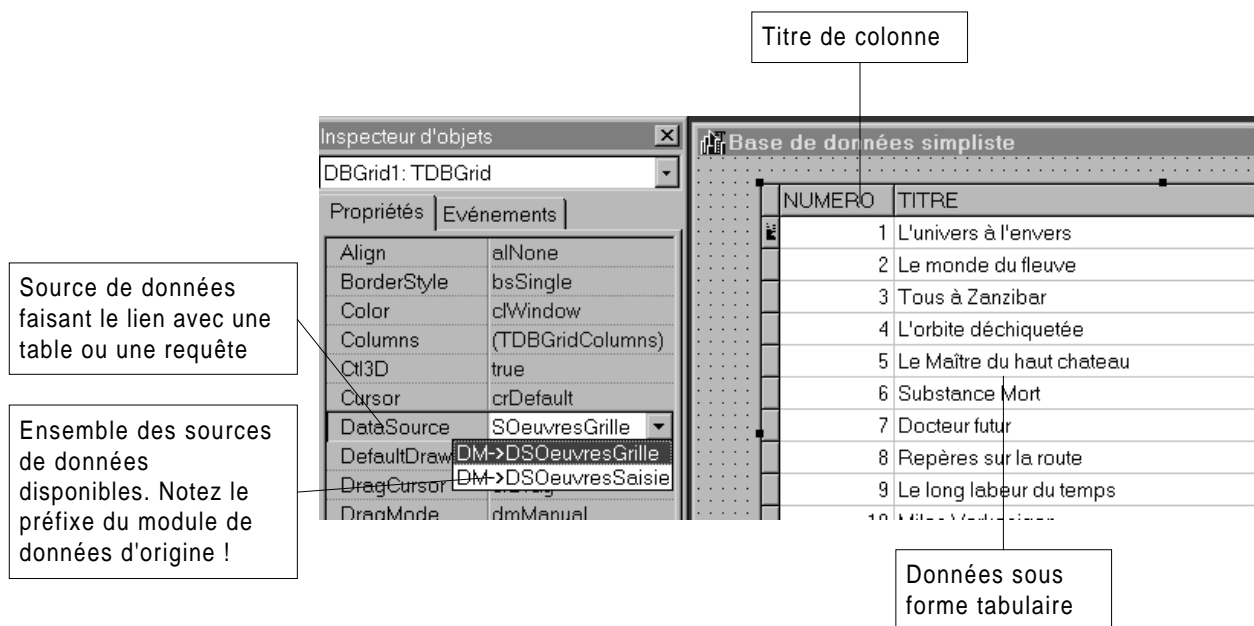 Titre de colonne
Inspecteur d'objets
DBGrid1: TDBGrid
Propriétés
Evénements
Align alNone
BorderStyle bsSingle
Color clWindow
Columns (TDBGridColumns)
Ctl3D true
Cursor crDefault
DataSource SOeuvresGrille
DefaultDraw DM->DSOeuvresGrille
DragCursor DM->DSOeuvresSaisie
DragMode dmManual
Source de données
faisant le lien avec une
table ou une requête
Ensemble des sources
de données
disponibles. Notez le
préfixe du module de
données d'origine !
Base de données simpliste
NUMERO TITRE
1 L'univers à l'envers
2 Le monde du fleuve
3 Tous à Zanzibar
4 L'orbite déchiquetée
5 Le Maître du haut chateau
6 Substance Mort
7 Docteur futur
8 Repères sur la route
9 Le long labeur du temps
10
Données sous
forme tabulaire